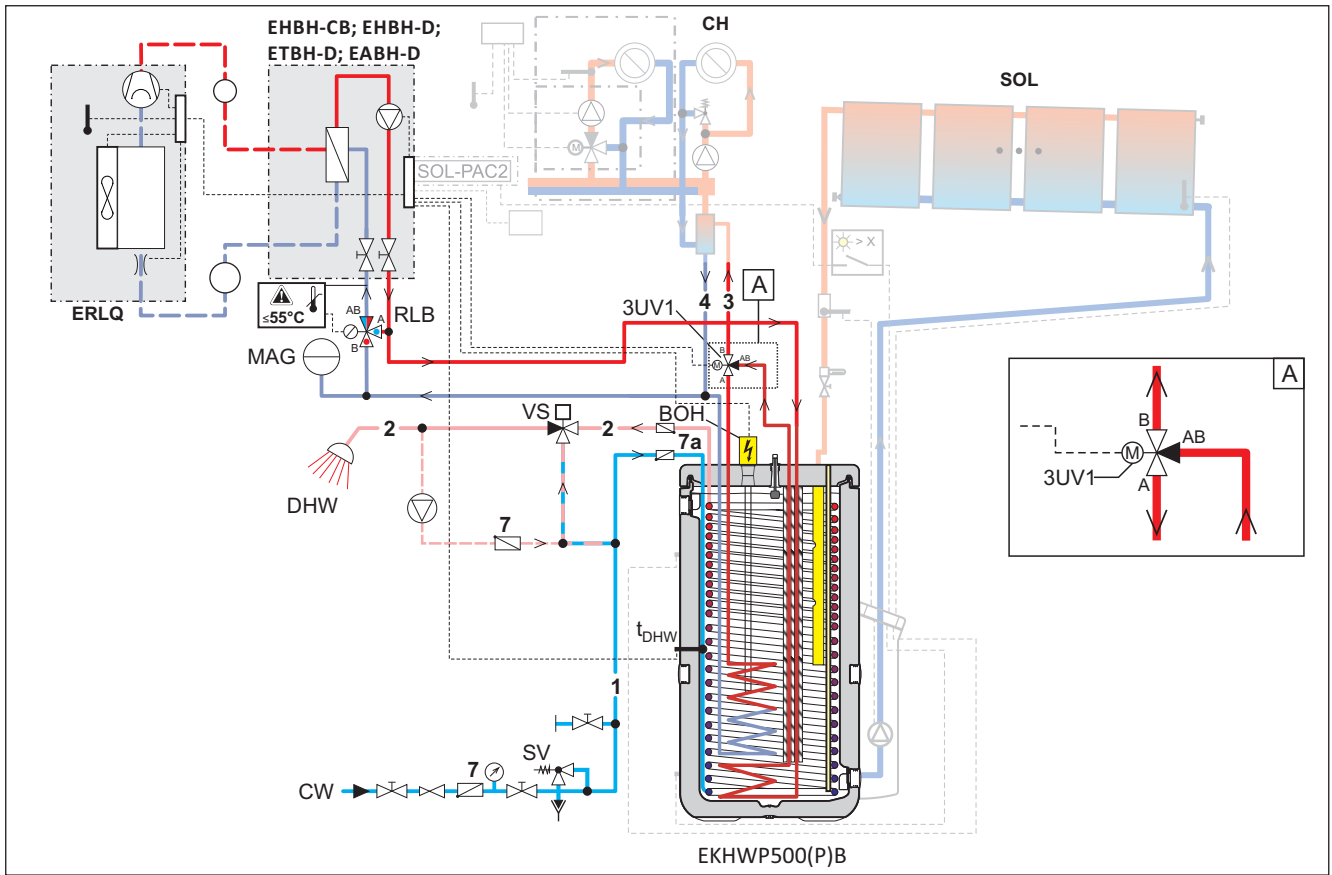 EHBH-CB; EHBH-D;
ETBH-D; EABH-D
CH
SOL
SOL-PAC2
M
> X
ERLQ
≤55°C
AB
A
B
RLB
MAG
4
3
A
3UV1
B
AB
M
A
VS
BOH
2
2
7a
DHW
7
tDHW
1
SV
7
CW
EKHWP500(P)B
A
B
AB
M
3UV1
A